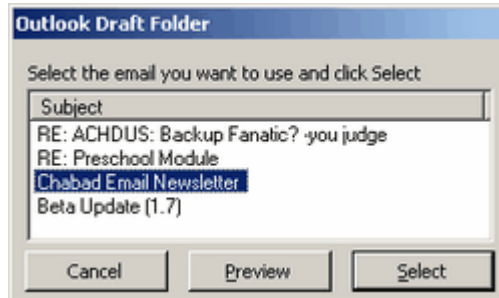 Outlook Draft Folder
Select the email you want to use and click Select
Subject
RE: ACHDUS: Backup Fanatic? -you judge
RE: Preschool Module
Chabad Email Newsletter
Beta Update (1.7)
Cancel Preview Select